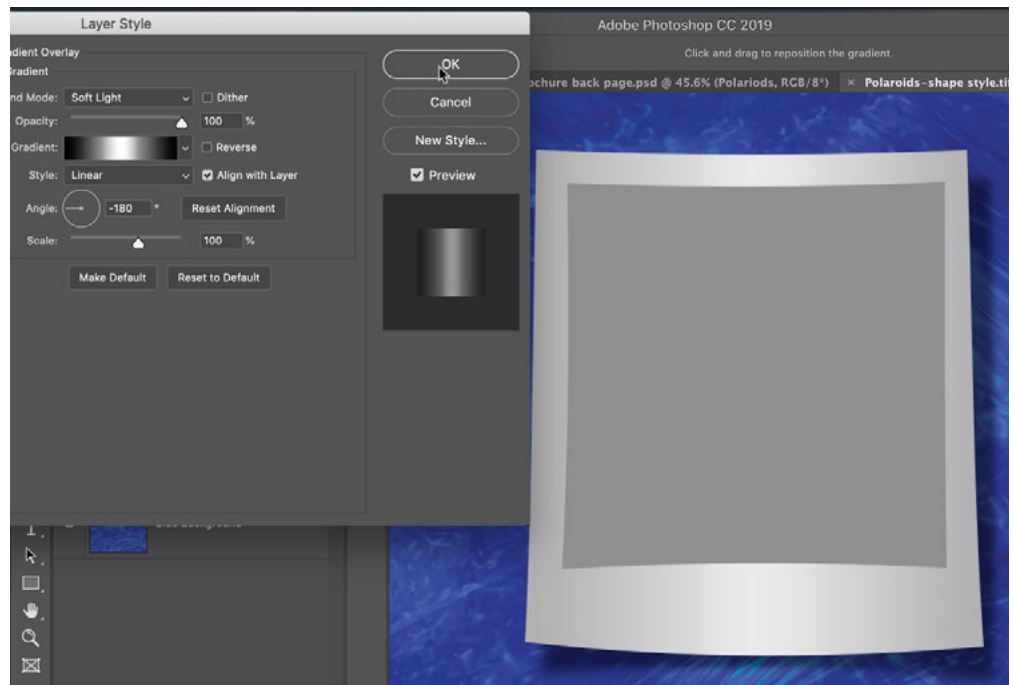 Layer Style
Adobe Photoshop CC 2019
Click and drag to reposition the gradient.
dient Overlay
Gradient
nd Mode: Soft Light Dither
Opacity: 100 %
Gradient: Reverse
Style: Linear Align with Layer
Angle: -180 ° Reset Alignment
Scale: 100 %
Make Default Reset to Default
OK
Cancel
New Style...
Preview
ochure back page.psd @ 45.6% (Polariods, RGB/8*) × Polaroids-shape style.ti